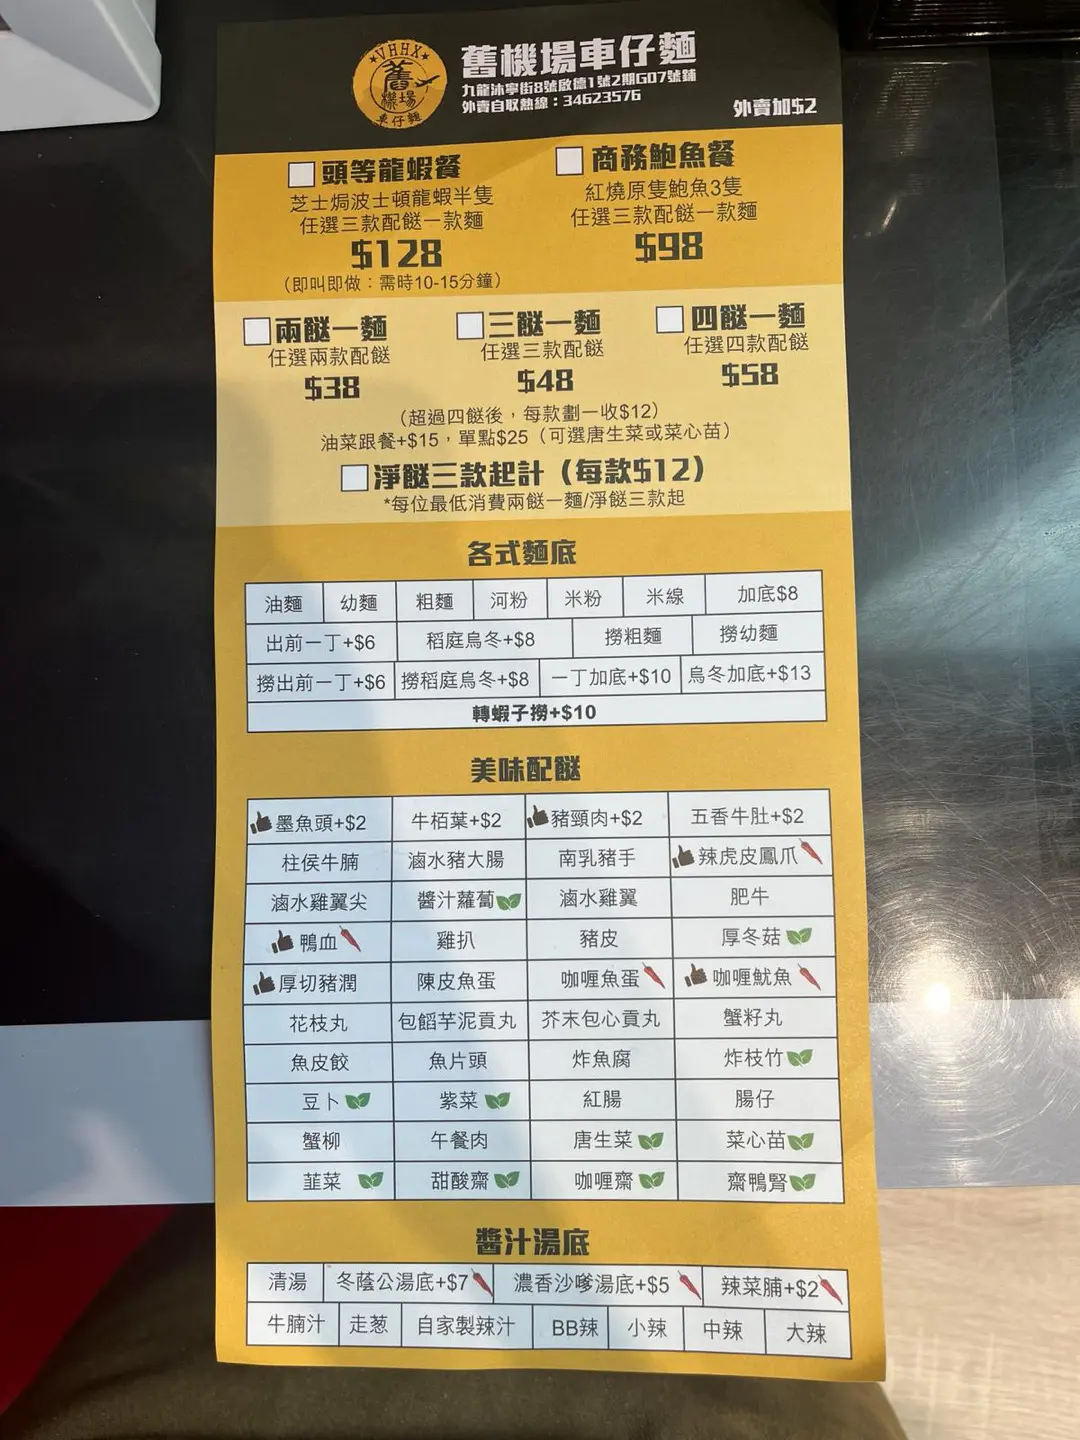 VHHX
舊
機場
車仔麵
舊機場車仔麵
九龍沐寧街8號啟德1號2期G07號鋪
外賣自取熱線：34623576
外賣加$2
頭等龍蝦餐
芝士焗波士頓龍蝦半隻
任選三款配餸一款麵
$128
（即叫即做：需時10-15分鐘）
商務鮑魚餐
紅燒原隻鮑魚3隻
任選三款配餸一款麵
$98
兩餸一麵
任選兩款配餸
$38
三餸一麵
任選三款配餸
$48
四餸一麵
任選四款配餸
$58
（超過四餸後，每款劃一收$12）
油菜跟餐+$15，單點$25（可選唐生菜或菜心苗）
淨餸三款起計（每款$12）
*每位最低消費兩餸一麵/淨餸三款起
各式麵底
油麵 幼麵 粗麵 河粉 米粉 米線 加底$8
出前一丁+$6 稻庭烏冬+$8 撈粗麵 撈幼麵
撈出前一丁+$6 撈稻庭烏冬+$8 一丁加底+$10 烏冬加底+$13
轉蝦子撈+$10
美味配餸
墨魚頭+$2 牛栢葉+$2 豬頸肉+$2 五香牛肚+$2
柱侯牛腩 滷水豬大腸 南乳豬手 辣虎皮鳳爪
滷水雞翼尖 醬汁蘿蔔 滷水雞翼 肥牛
鴨血 雞扒 豬皮 厚冬菇
厚切豬潤 陳皮魚蛋 咖喱魚蛋 咖喱魷魚
花枝丸 包餡芋泥貢丸 芥末包心貢丸 蟹籽丸
魚皮餃 魚片頭 炸魚腐 炸枝竹
豆卜 紫菜 紅腸 腸仔
蟹柳 午餐肉 唐生菜 菜心苗
韮菜 甜酸齋 咖喱齋 齋鴨腎
醬汁湯底
清湯 冬蔭公湯底+$7 濃香沙嗲湯底+$5 辣菜脯+$2
牛腩汁 走葱 自家製辣汁 BB辣 小辣 中辣 大辣